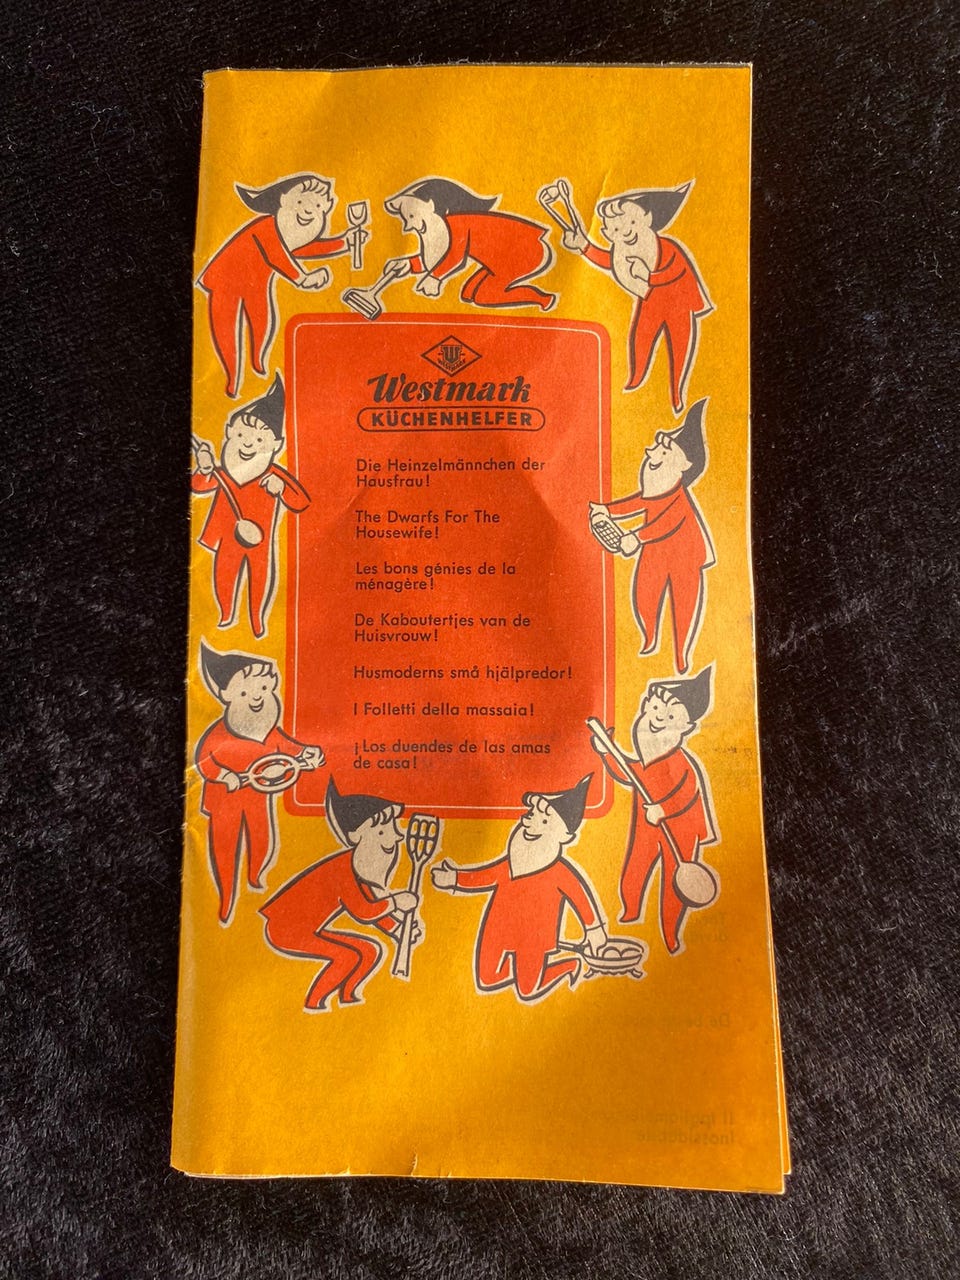 W
WESTMARK
Westmark
KÜCHENHELFER
Die Heinzelmännchen der
Hausfrau!
The Dwarfs For The
Housewife!
Les bons génies de la
ménagère!
De Kaboutertjes van de
Huisvrouw!
Husmoderns små hjälpredor!
I Folletti della massaia!
¡Los duendes de las amas
de casa!